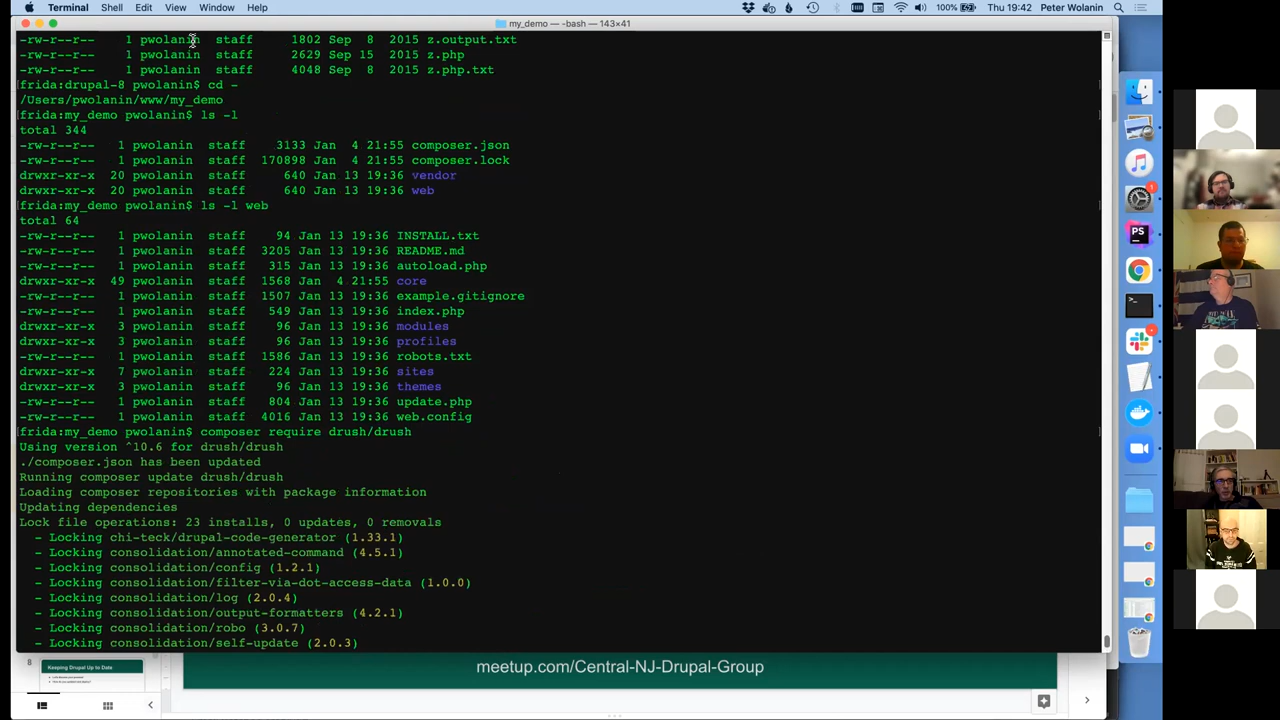 Terminal Shell Edit View Window Help 100% Thu 19:42 Peter Wolanin
my_demo — -bash — 143×41
-rw-r--r-- 1 pwolanin staff 1802 Sep 8 2015 z.output.txt
-rw-r--r-- 1 pwolanin staff 2629 Sep 15 2015 z.php
-rw-r--r-- 1 pwolanin staff 4048 Sep 8 2015 z.php.txt
frida:drupal-8 pwolanin$ cd -
/Users/pwolanin/www/my_demo
frida:my_demo pwolanin$ ls -l
total 344
-rw-r--r-- 1 pwolanin staff 3133 Jan 4 21:55 composer.json
-rw-r--r-- 1 pwolanin staff 170898 Jan 4 21:55 composer.lock
drwxr-xr-x 20 pwolanin staff 640 Jan 13 19:36 vendor
drwxr-xr-x 20 pwolanin staff 640 Jan 13 19:36 web
frida:my_demo pwolanin$ ls -l web
total 64
-rw-r--r-- 1 pwolanin staff 94 Jan 13 19:36 INSTALL.txt
-rw-r--r-- 1 pwolanin staff 3205 Jan 13 19:36 README.md
-rw-r--r-- 1 pwolanin staff 315 Jan 13 19:36 autoload.php
drwxr-xr-x 49 pwolanin staff 1568 Jan 4 21:55 core
-rw-r--r-- 1 pwolanin staff 1507 Jan 13 19:36 example.gitignore
-rw-r--r-- 1 pwolanin staff 549 Jan 13 19:36 index.php
drwxr-xr-x 3 pwolanin staff 96 Jan 13 19:36 modules
drwxr-xr-x 3 pwolanin staff 96 Jan 13 19:36 profiles
-rw-r--r-- 1 pwolanin staff 1586 Jan 13 19:36 robots.txt
drwxr-xr-x 7 pwolanin staff 224 Jan 13 19:36 sites
drwxr-xr-x 3 pwolanin staff 96 Jan 13 19:36 themes
-rw-r--r-- 1 pwolanin staff 804 Jan 13 19:36 update.php
-rw-r--r-- 1 pwolanin staff 4016 Jan 13 19:36 web.config
frida:my_demo pwolanin$ composer require drush/drush
Using version ^10.6 for drush/drush
./composer.json has been updated
Running composer update drush/drush
Loading composer repositories with package information
Updating dependencies
Lock file operations: 23 installs, 0 updates, 0 removals
- Locking chi-teck/drupal-code-generator (1.33.1)
- Locking consolidation/annotated-command (4.5.1)
- Locking consolidation/config (1.2.1)
- Locking consolidation/filter-via-dot-access-data (1.0.0)
- Locking consolidation/log (2.0.4)
- Locking consolidation/output-formatters (4.2.1)
- Locking consolidation/robo (3.0.7)
- Locking consolidation/self-update (2.0.3)
8 Keeping Drupal Up to Date
meetup.com/Central-NJ-Drupal-Group